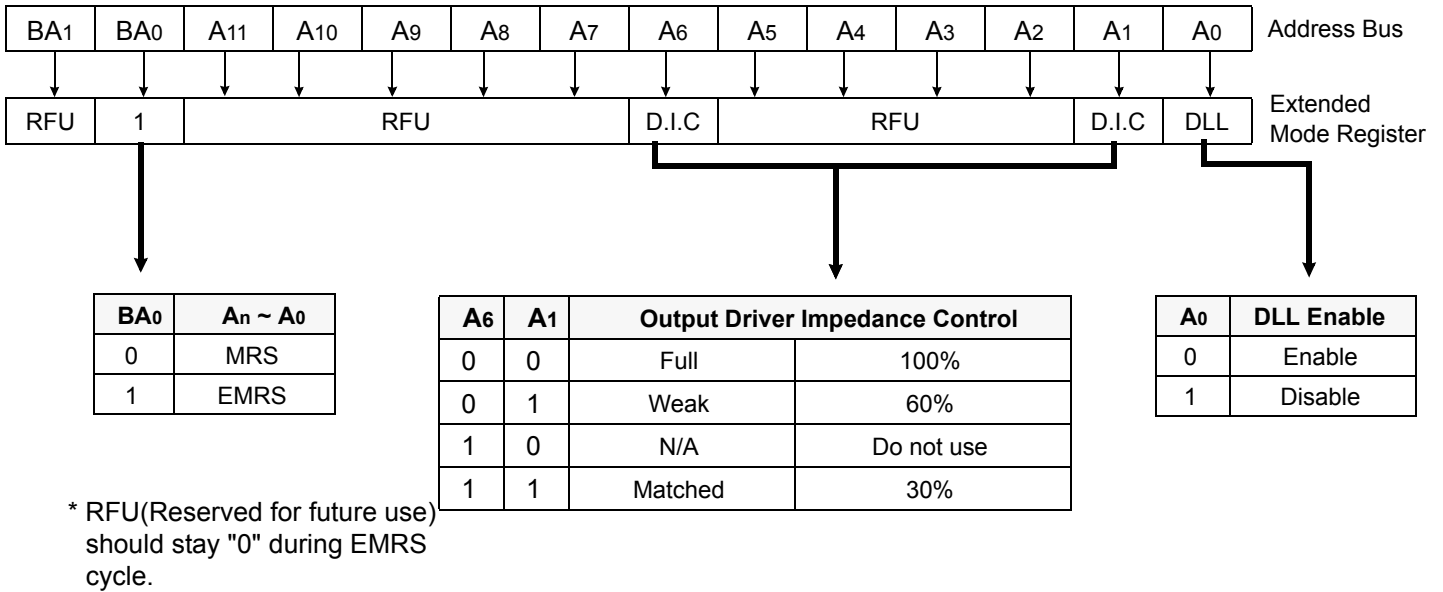 BA1 BA0 A11 A10 A9 A8 A7 A6 A5 A4 A3 A2 A1 A0 Address Bus
RFU 1 RFU D.I.C RFU D.I.C DLL Extended
Mode Register
BA0 An ~ A0
0 MRS
1 EMRS
A6 A1 Output Driver Impedance Control
0 0 Full 100%
0 1 Weak 60%
1 0 N/A Do not use
1 1 Matched 30%
A0 DLL Enable
0 Enable
1 Disable
* RFU(Reserved for future use)
should stay "0" during EMRS
cycle.